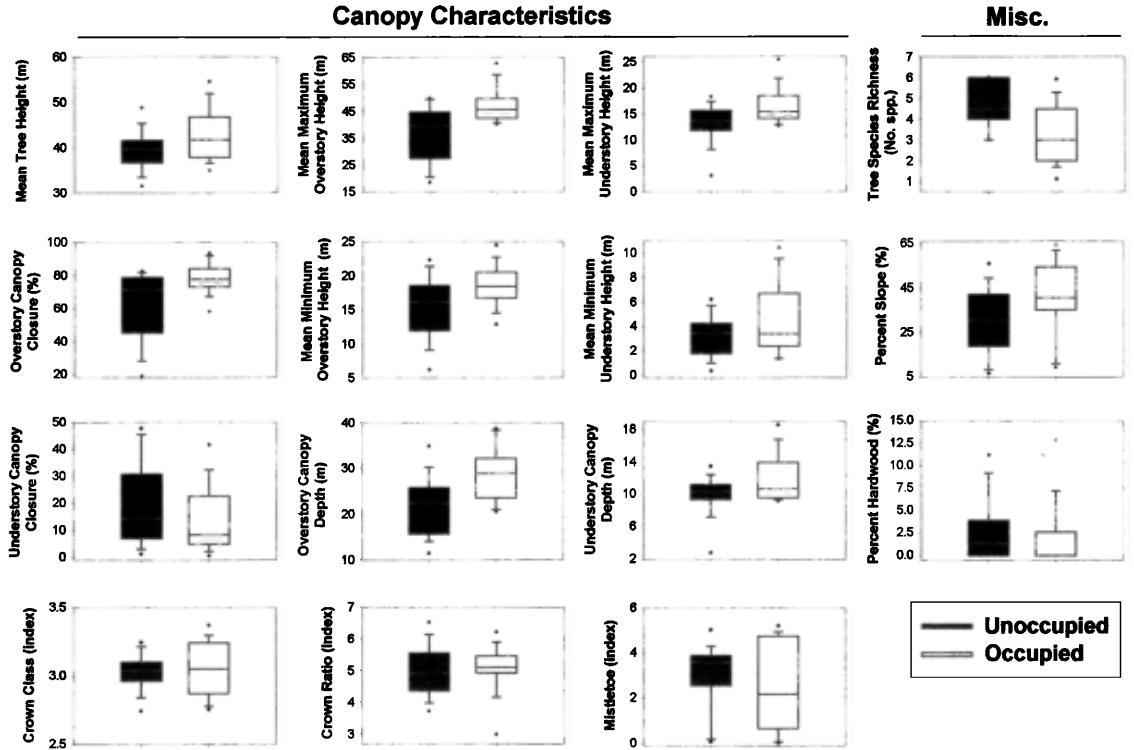 Canopy Characteristics
Misc.
Mean Tree Height (m)
60
50
40
30
Mean Maximum
Overstory Height (m)
65
55
45
35
25
15
Mean Maximum
Understory Height (m)
25
20
15
10
5
0
Tree Species Richness
(No. spp.)
7
6
5
4
3
2
1
Overstory Canopy
Closure (%)
100
80
60
40
20
Mean Minimum
Overstory Height (m)
25
20
15
10
5
Mean Minimum
Understory Height (m)
10
8
6
4
2
0
Percent Slope (%)
65
45
25
5
Understory Canopy
Closure (%)
50
40
30
20
10
0
Overstory Canopy
Depth (m)
40
30
20
10
Understory Canopy
Depth (m)
18
14
10
6
2
Percent Hardwood (%)
15.0
12.5
10.0
7.5
5.0
2.5
0.0
Crown Class (Index)
3.5
3.0
2.5
Crown Ratio (Index)
7
6
5
4
3
Mistletoe (Index)
6
4
2
0
Unoccupied
Occupied